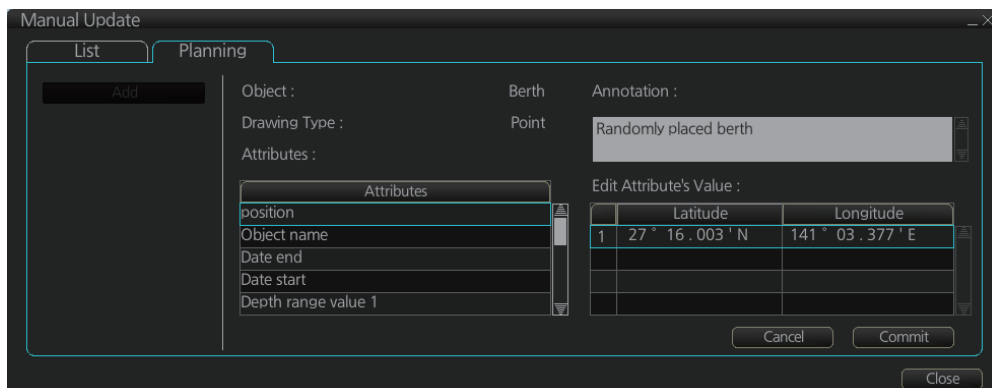 Manual Update
List
Planning
Add
Object :
Berth
Drawing Type :
Point
Attributes :
Attributes
position
Object name
Date end
Date start
Depth range value 1
Annotation :
Randomly placed berth
Edit Attribute's Value :
Latitude
Longitude
1
27 ° 16 . 003 ' N
141 ° 03 . 377 ' E
Cancel
Commit
Close